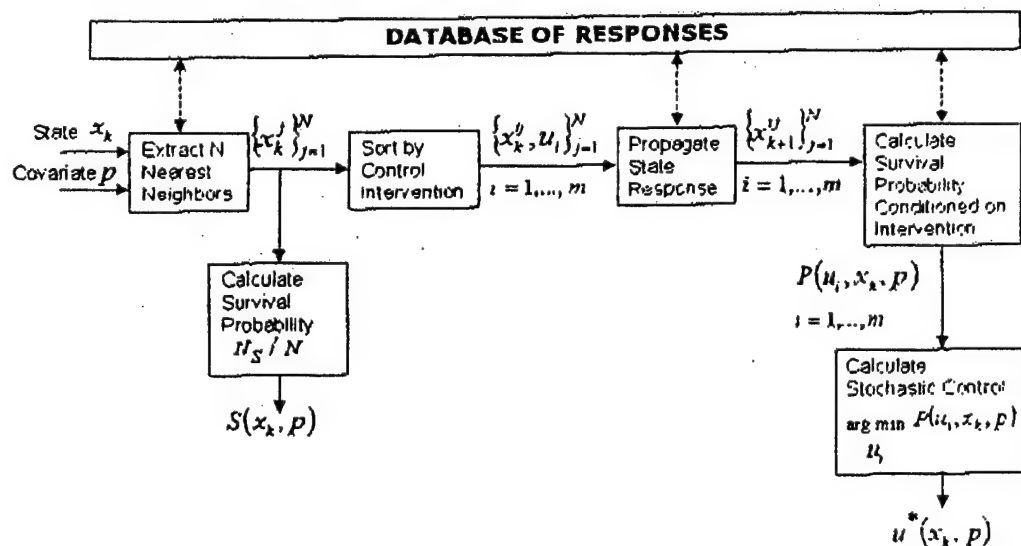 DATABASE OF RESPONSES
State x_k
Covariate p
Extract N
Nearest
Neighbors
{x_k^j}_{j=1}^N
Sort by
Control
Intervention
{x_k^{ij}, u_i}_{j=1}^N
i = 1,..., m
Propagate
State
Response
{x_{k+1}^{ij}}_{j=1}^N
i = 1,..., m
Calculate
Survival
Probability
Conditioned on
Intervention
Calculate
Survival
Probability
N_S / N
S(x_k, p)
P(u_i, x_k, p)
i = 1,..., m
Calculate
Stochastic Control
arg min P(u_i, x_k, p)
u_i
u^*(x_k, p)